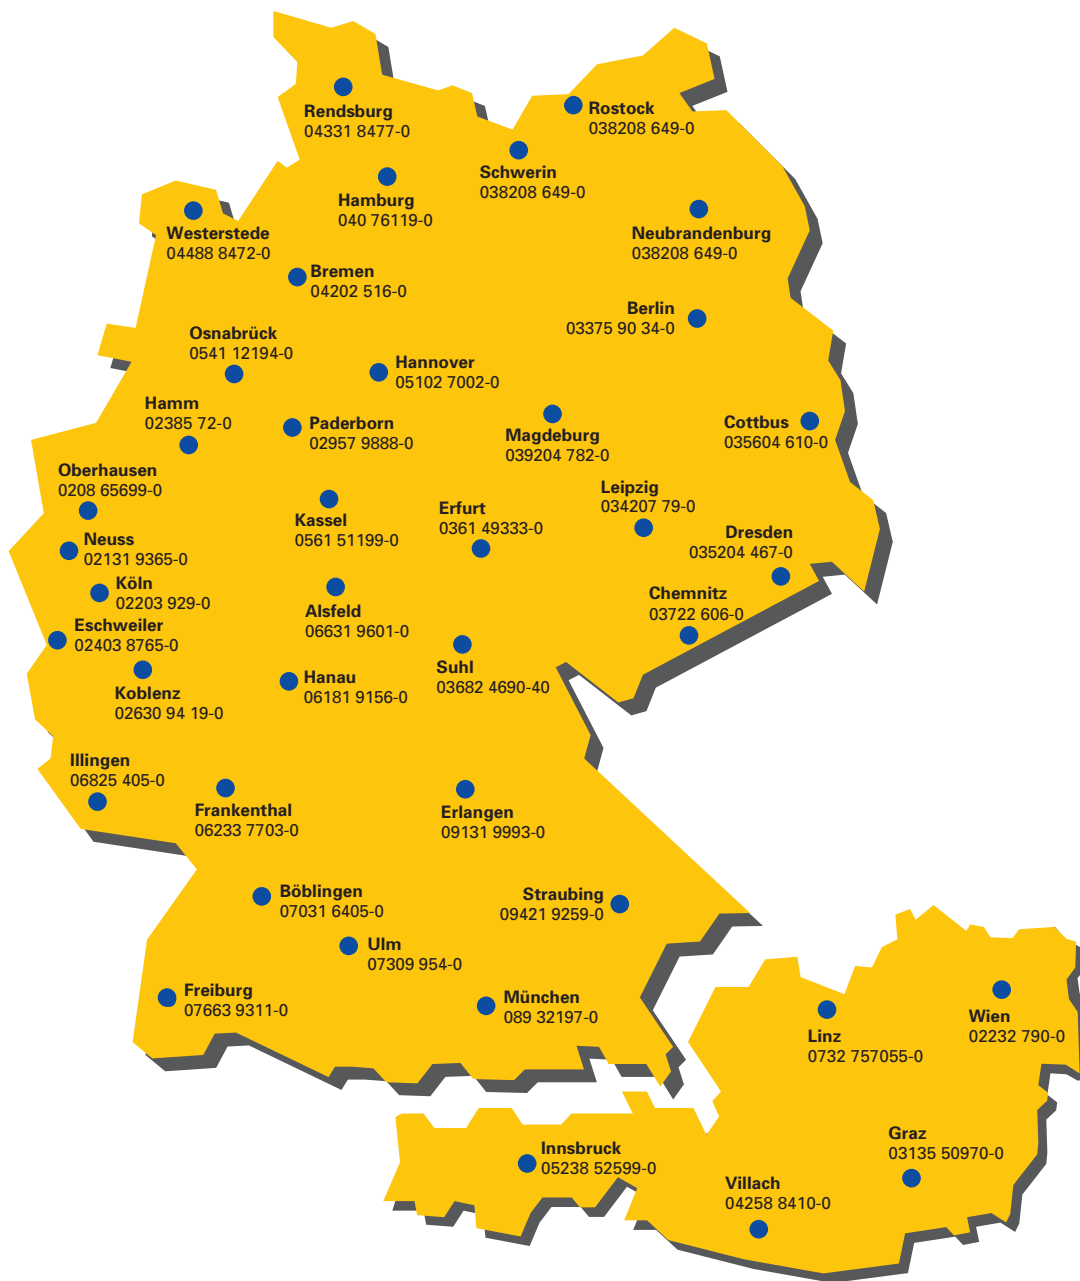 Rendsburg
04331 8477-0
Rostock
038208 649-0
Schwerin
038208 649-0
Hamburg
040 76119-0
Westerstede
04488 8472-0
Neubrandenburg
038208 649-0
Bremen
04202 516-0
Berlin
03375 90 34-0
Osnabrück
0541 12194-0
Hannover
05102 7002-0
Hamm
02385 72-0
Paderborn
02957 9888-0
Magdeburg
039204 782-0
Cottbus
035604 610-0
Oberhausen
0208 65699-0
Leipzig
034207 79-0
Kassel
0561 51199-0
Erfurt
0361 49333-0
Dresden
035204 467-0
Neuss
02131 9365-0
Köln
02203 929-0
Alsfeld
06631 9601-0
Chemnitz
03722 606-0
Eschweiler
02403 8765-0
Suhl
03682 4690-40
Hanau
06181 9156-0
Koblenz
02630 94 19-0
Illingen
06825 405-0
Frankenthal
06233 7703-0
Erlangen
09131 9993-0
Böblingen
07031 6405-0
Straubing
09421 9259-0
Ulm
07309 954-0
Freiburg
07663 9311-0
München
089 32197-0
Linz
0732 757055-0
Wien
02232 790-0
Innsbruck
05238 52599-0
Graz
03135 50970-0
Villach
04258 8410-0